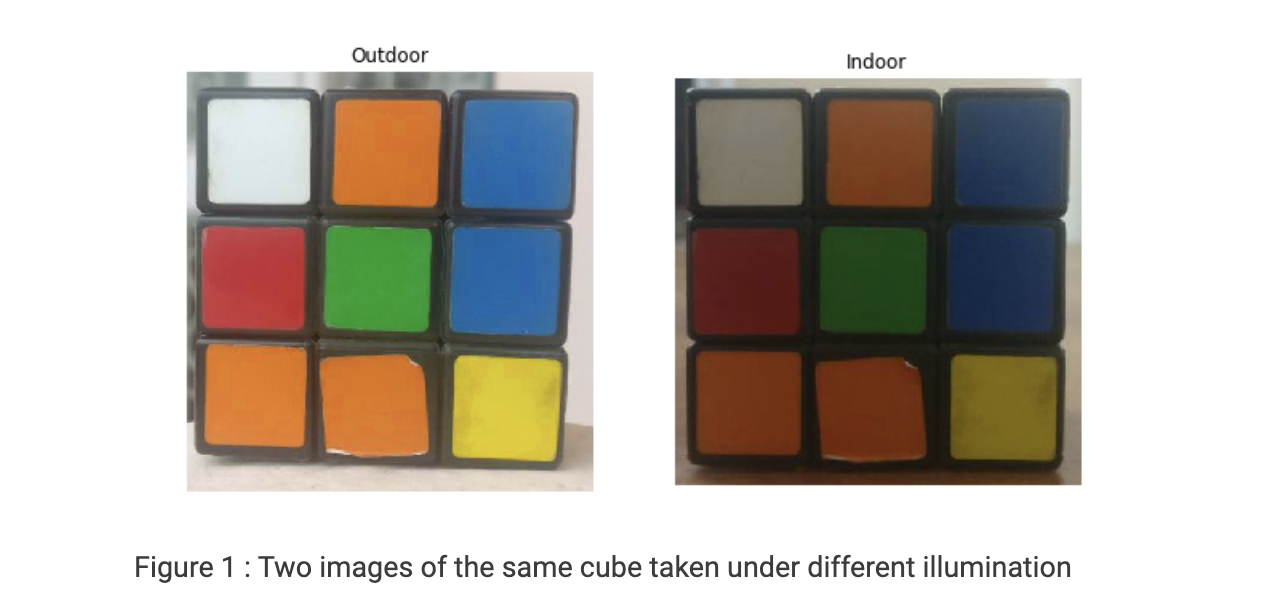 Outdoor
Indoor
Figure 1 : Two images of the same cube taken under different illumination